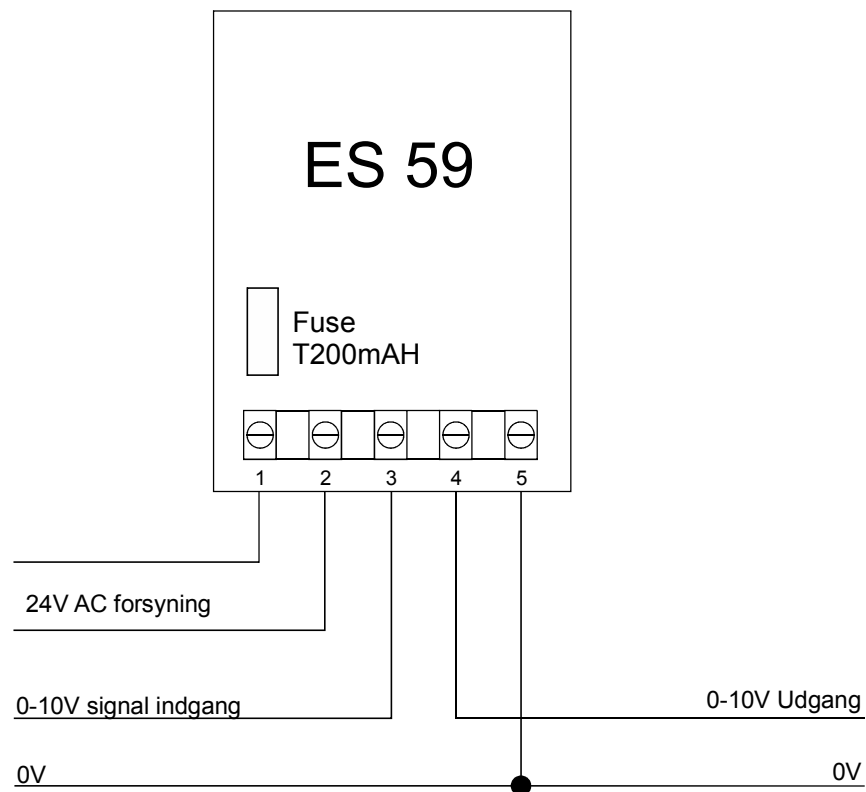 ES 59
Fuse
T200mAH
1 2 3 4 5
24V AC forsyning
0-10V signal indgang
0-10V Udgang
0V
0V